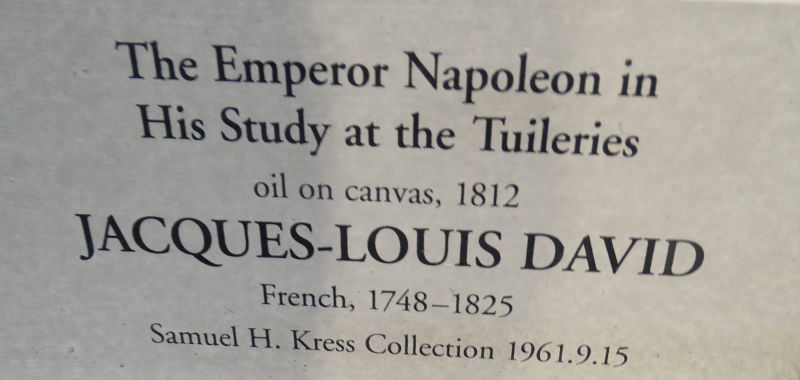 The Emperor Napoleon in
His Study at the Tuileries
oil on canvas, 1812
JACQUES-LOUIS DAVID
French, 1748–1825
Samuel H. Kress Collection 1961.9.15